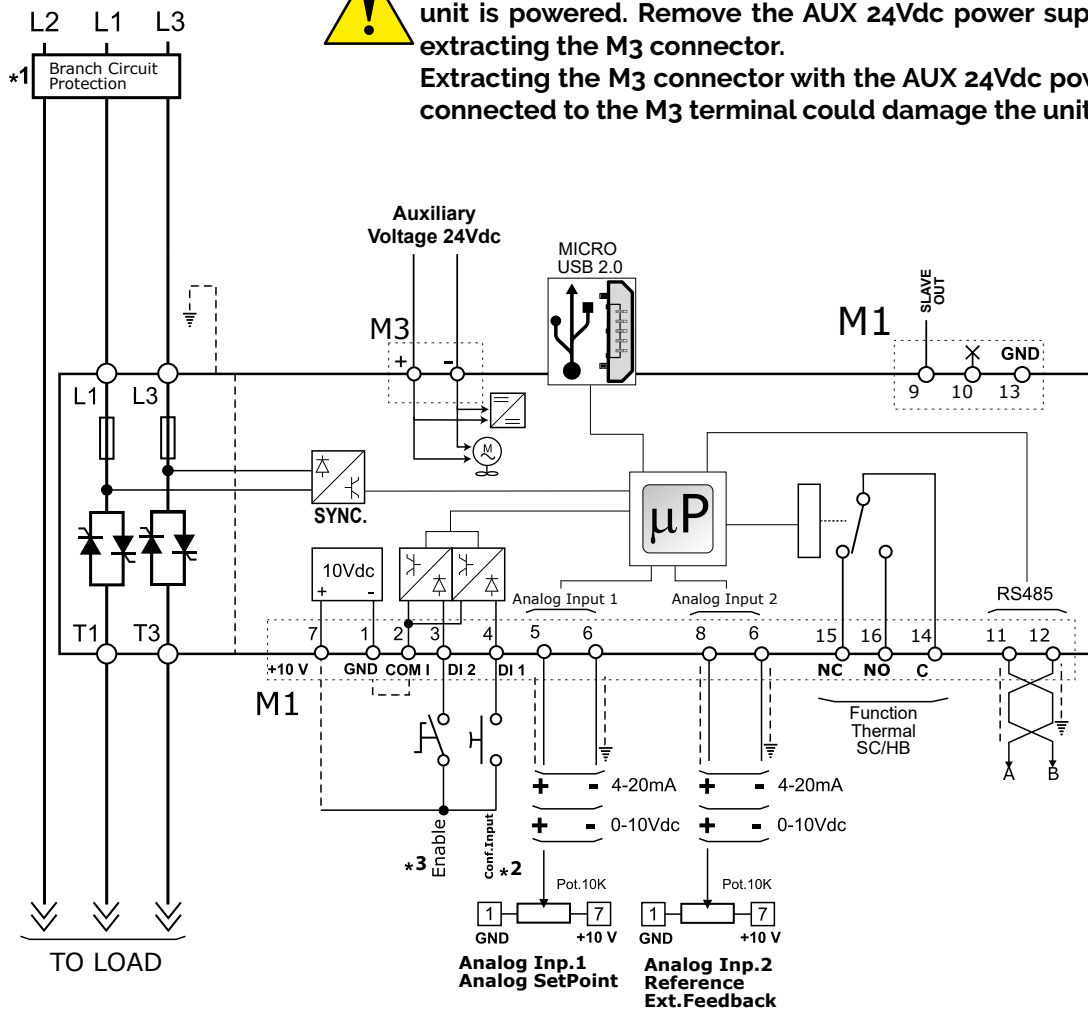 unit is powered. Remove the AUX 24Vdc power sup
extracting the M3 connector.
Extracting the M3 connector with the AUX 24Vdc pov
connected to the M3 terminal could damage the unit
L2 L1 L3
*1 Branch Circuit
Protection
Auxiliary
Voltage 24Vdc
MICRO
USB 2.0
M3
+ -
M1
SLAVE
OUT
GND
9 10 13
L1 L3
M
SYNC.
µP
10Vdc
+ -
Analog Input 1
Analog Input 2
RS485
T1 T3
7 1 2 3 4 5 6 8 6 15 16 14 11 12
+10 V GND COM I DI 2 DI 1 NC NO C
M1
Function
Thermal
SC/HB
A B
+ - 4-20mA + - 4-20mA
+ - 0-10Vdc + - 0-10Vdc
*3 Enable
Conf.Input *2
Pot.10K Pot.10K
1 7 1 7
GND +10 V GND +10 V
TO LOAD
Analog Inp.1
Analog SetPoint
Analog Inp.2
Reference
Ext.Feedback